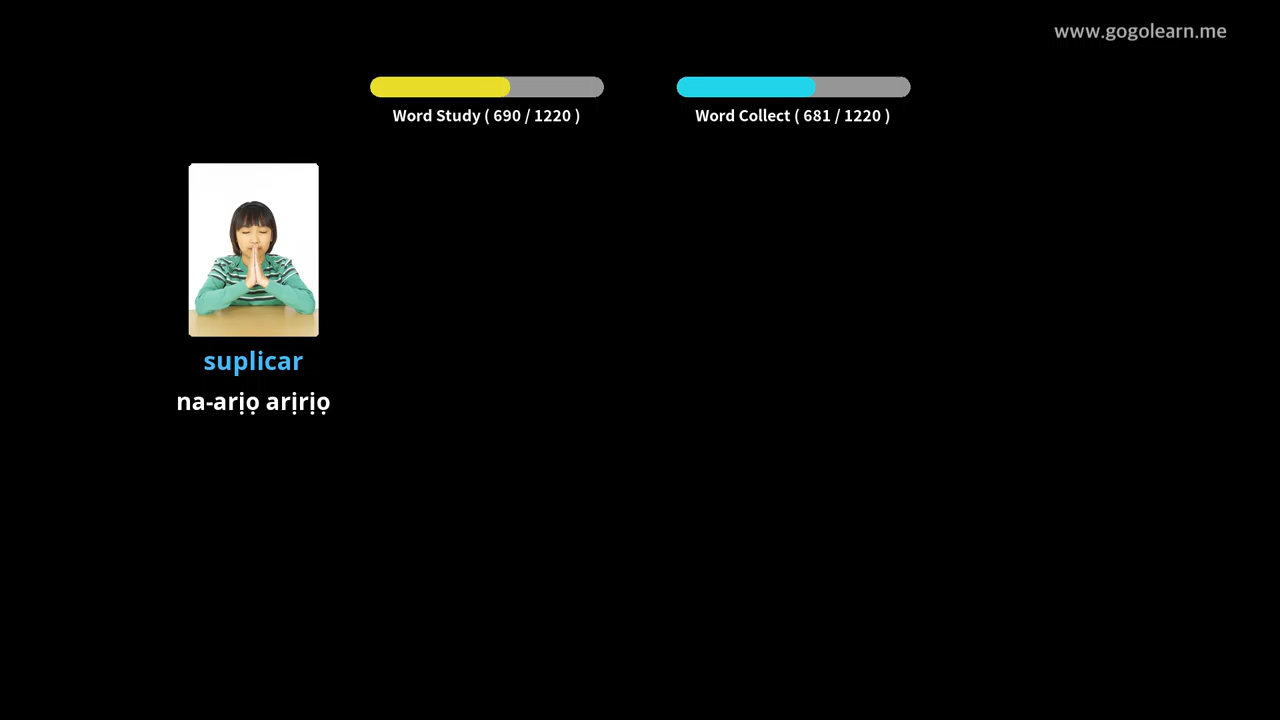 www.gogolearn.me
Word Study ( 690 / 1220 )
Word Collect ( 681 / 1220 )
suplicar
na-arịọ arịrịọ